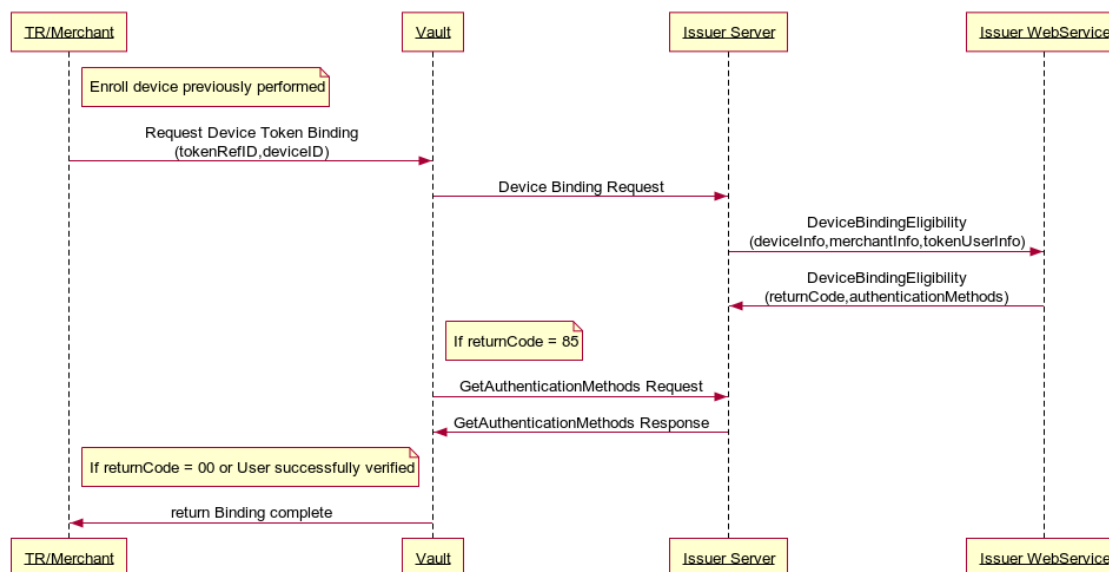 TR/Merchant
Vault
Issuer Server
Issuer WebService
Enroll device previously performed
Request Device Token Binding
(tokenRefID,deviceID)
Device Binding Request
DeviceBindingEligibility
(deviceInfo,merchantInfo,tokenUserInfo)
DeviceBindingEligibility
(returnCode,authenticationMethods)
If returnCode = 85
GetAuthenticationMethods Request
GetAuthenticationMethods Response
If returnCode = 00 or User successfully verified
return Binding complete
TR/Merchant
Vault
Issuer Server
Issuer WebService